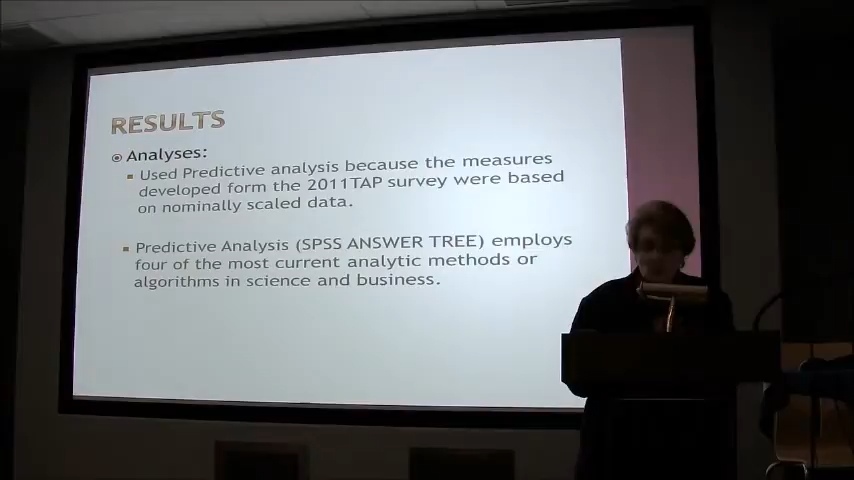 RESULTS
Analyses:
Used Predictive analysis because the measures
developed form the 2011TAP survey were based
on nominally scaled data.
Predictive Analysis (SPSS ANSWER TREE) employs
four of the most current analytic methods or
algorithms in science and business.